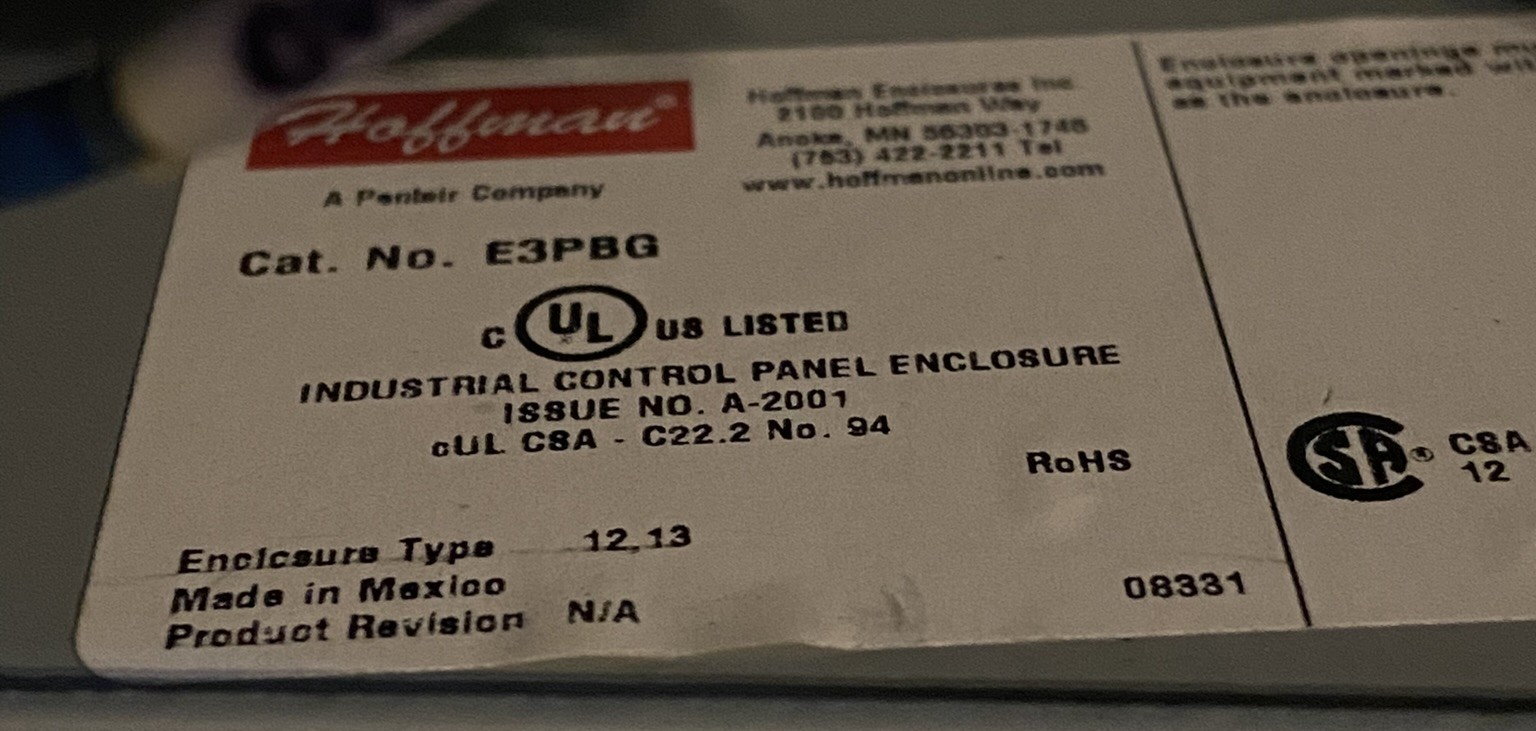 Hoffman®
A Pentair Company
Hoffman Enclosures Inc.
2100 Hoffman Way
Anoka, MN 55303-1745
(763) 422-2211 Tel
www.hoffmanonline.com
Cat. No. E3PBG
c UL US LISTED
INDUSTRIAL CONTROL PANEL ENCLOSURE
ISSUE NO. A-2001
cUL CSA - C22.2 No. 94
RoHS
Enclosure Type 12,13
Made in Mexico
Product Revision N/A
08331
Enclosure openings
equipment marked
as the enclosure.
SA® CSA
12